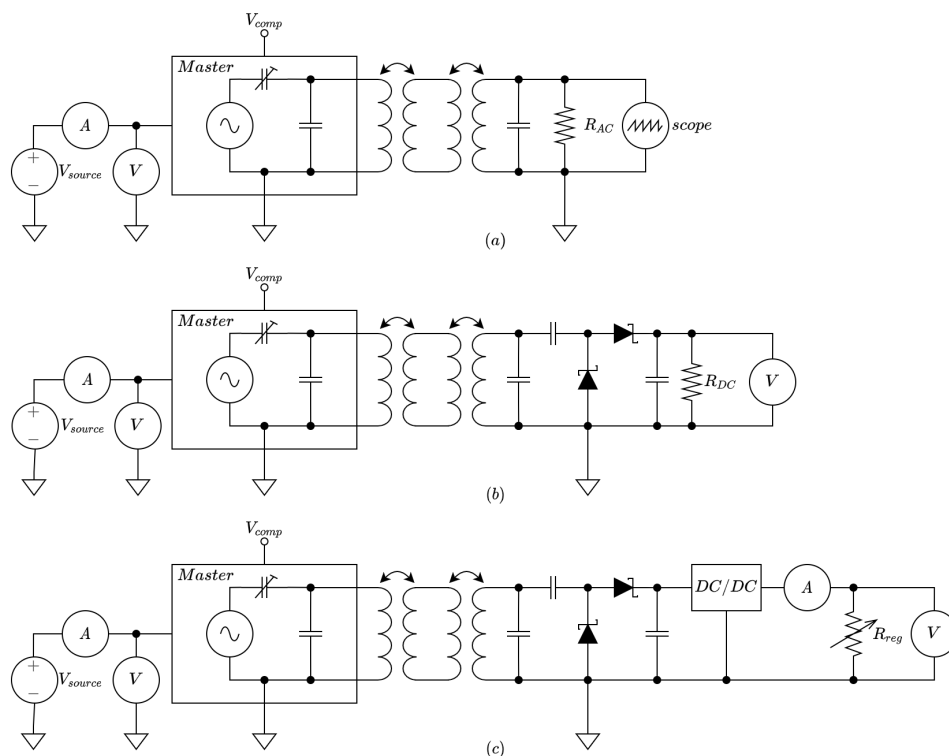 V_comp
Master
A
V_source
+
−
V
R_AC
scope
(a)
V_comp
Master
A
V_source
+
−
V
R_DC
V
(b)
V_comp
Master
A
V_source
+
−
V
DC/DC
A
R_reg
V
(c)